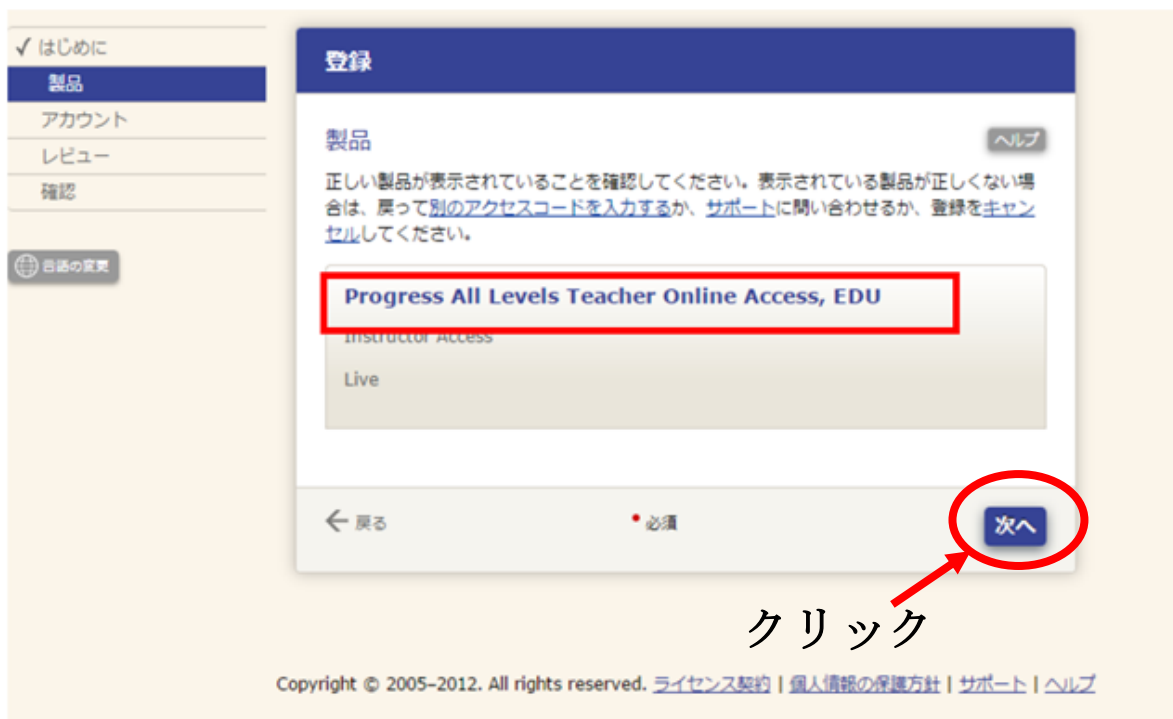 ✓ はじめに
製品
アカウント
レビュー
確認
言語の変更
登録
製品
ヘルプ
正しい製品が表示されていることを確認してください。表示されている製品が正しくない場
合は、戻って別のアクセスコードを入力するか、サポートに問い合わせるか、登録をキャン
セルしてください。
Progress All Levels Teacher Online Access, EDU
Instructor Access
Live
← 戻る
• 必須
次へ
クリック
Copyright © 2005–2012. All rights reserved. ライセンス契約 | 個人情報の保護方針 | サポート | ヘルプ